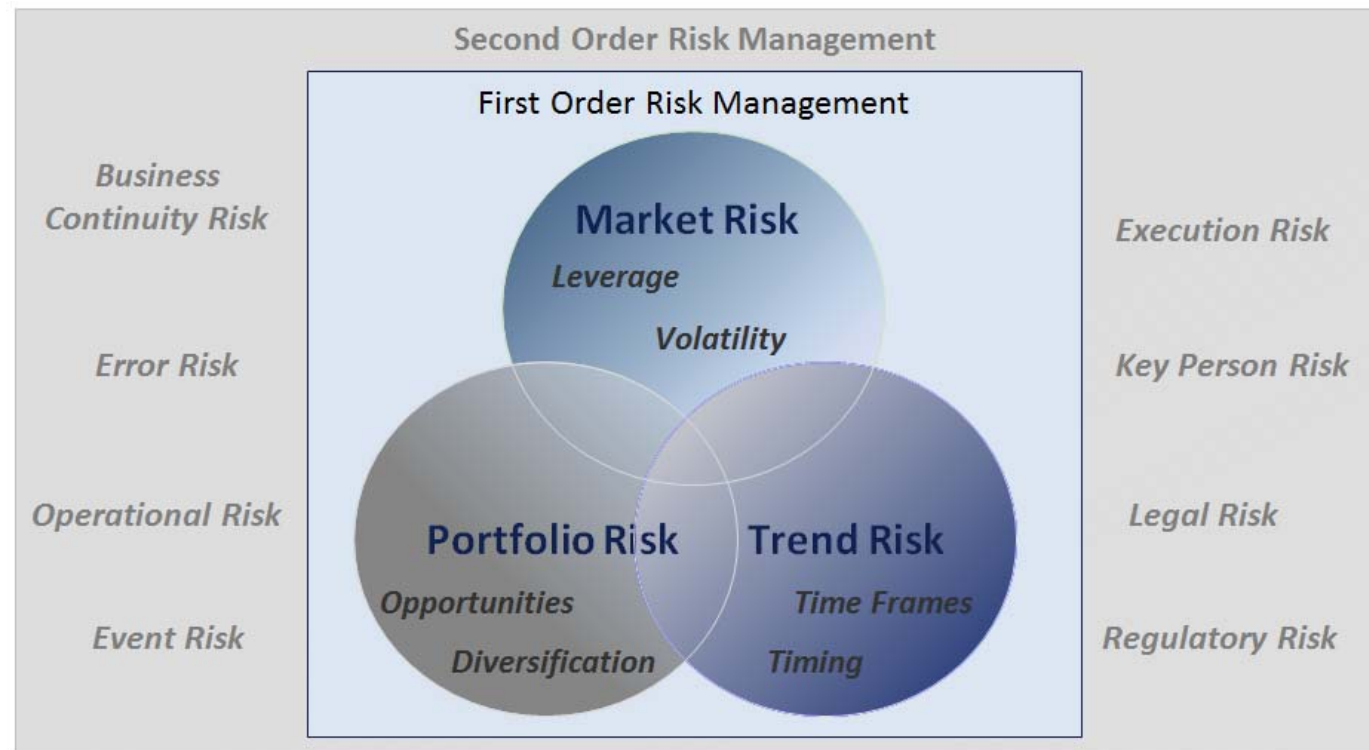 Second Order Risk Management
First Order Risk Management
Business
Continuity Risk
Error Risk
Operational Risk
Event Risk
Market Risk
Leverage
Volatility
Portfolio Risk
Opportunities
Diversification
Trend Risk
Time Frames
Timing
Execution Risk
Key Person Risk
Legal Risk
Regulatory Risk